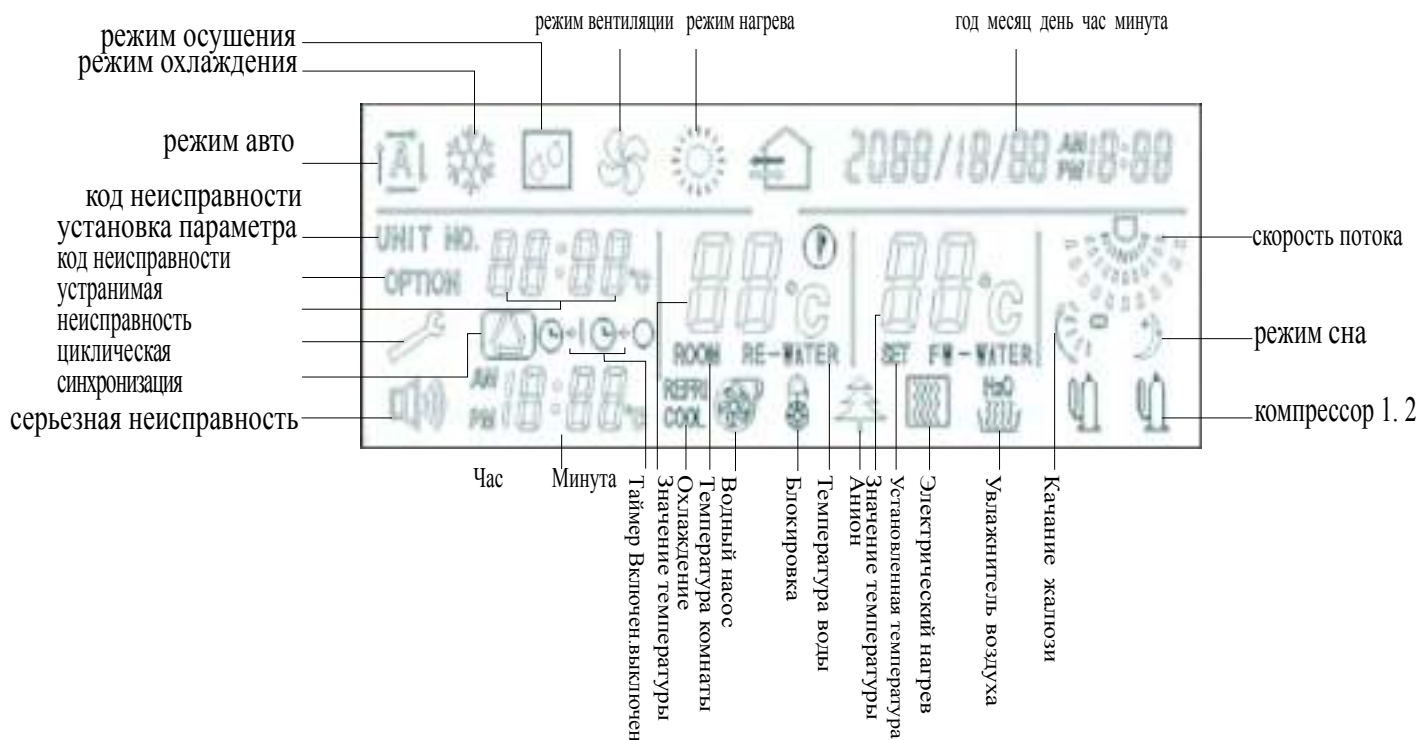 режим вентиляции режим нагрева год месяц день час минута
режим осушения
режим охлаждения
режим авто
2088/18/88 AM PM 18:88
код неисправности
установка параметра
код неисправности
устранимая
неисправность
циклическая
синхронизация
серьезная неисправность
UNIT NO. 88:88 °C
OPTION
88 °C
ROOM RE-WATER
88 °C
SET FW-WATER
AM PM 18:88 °C
REFRI
COOL
H2O
скорость потока
режим сна
компрессор 1. 2
Час Минута
Таймер Включен.выключен
Значение температуры
Охлаждение
Температура комнаты
Водный насос
Блокировка
Температура воды
Анион
Значение температуры
Установленная температура
Электрический нагрев
Увлажнитель воздуха
Качание жалюзи